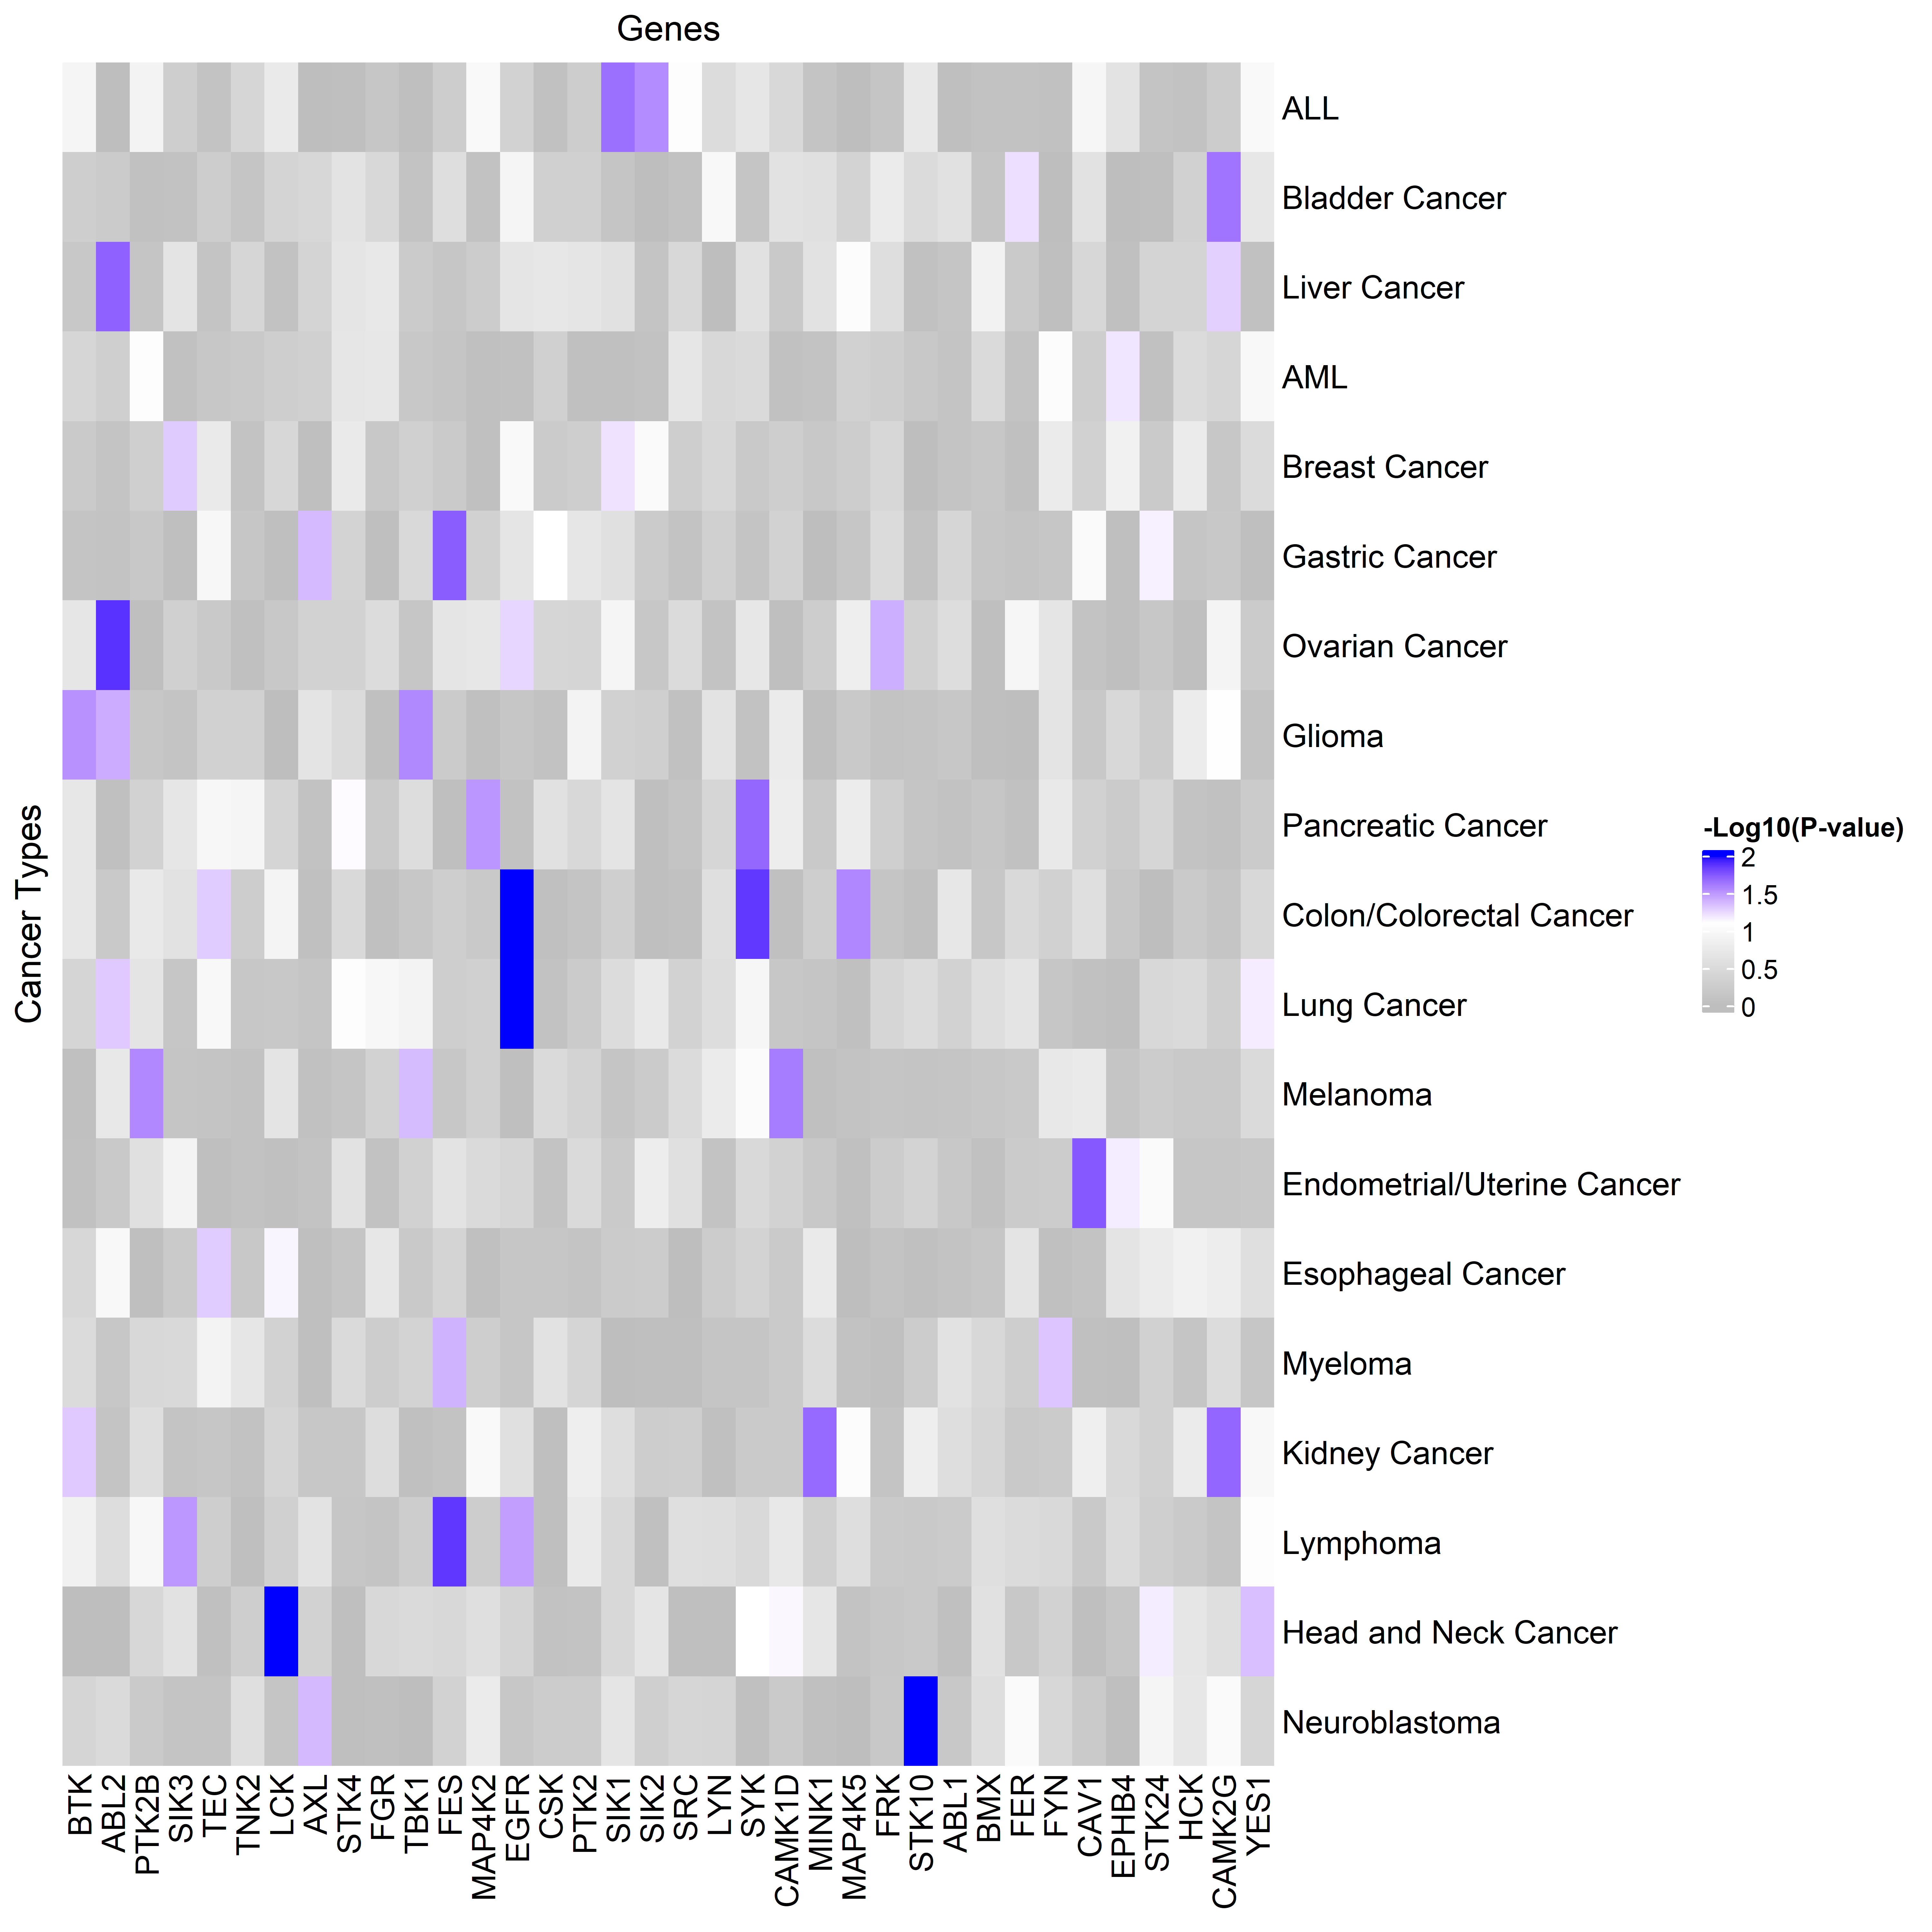 Genes
ALL
Bladder Cancer
Liver Cancer
AML
Breast Cancer
Gastric Cancer
Ovarian Cancer
Glioma
Pancreatic Cancer
Colon/Colorectal Cancer
Lung Cancer
Melanoma
Endometrial/Uterine Cancer
Esophageal Cancer
Myeloma
Kidney Cancer
Lymphoma
Head and Neck Cancer
Neuroblastoma
Cancer Types
-Log10(P-value)
2
1.5
1
0.5
0
BTK
ABL2
PTK2B
SIK3
TEC
TNK2
LCK
AXL
STK4
FGR
TBK1
FES
MAP4K2
EGFR
CSK
PTK2
SIK1
SIK2
SRC
LYN
SYK
CAMK1D
MINK1
MAP4K5
FRK
STK10
ABL1
BMX
FER
FYN
CAV1
EPHB4
STK24
HCK
CAMK2G
YES1